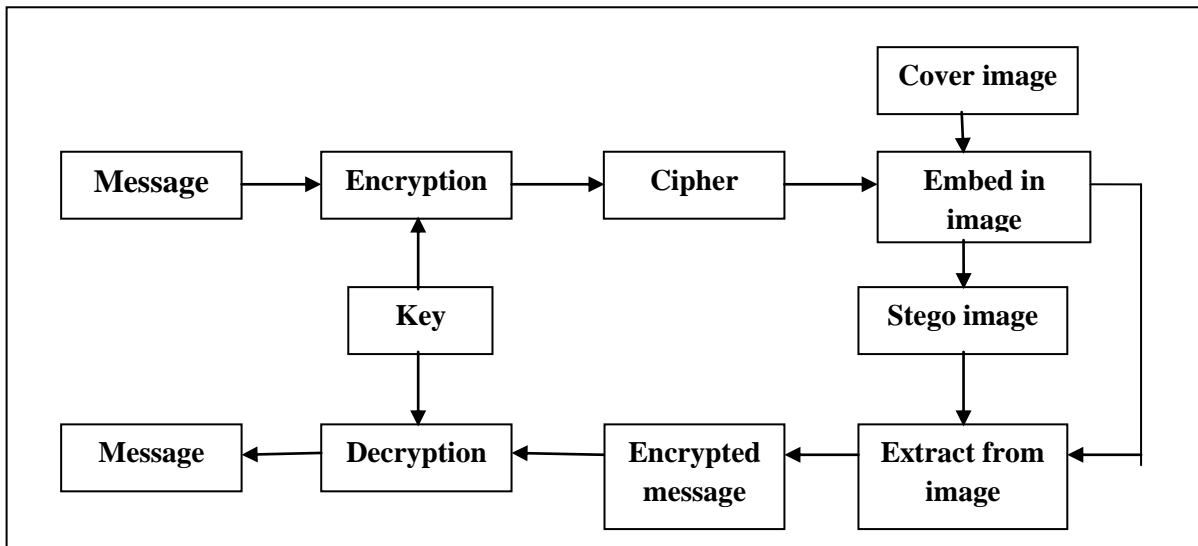 Cover image
Message
Encryption
Cipher
Embed in
image
Key
Stego image
Message
Decryption
Encrypted
message
Extract from
image